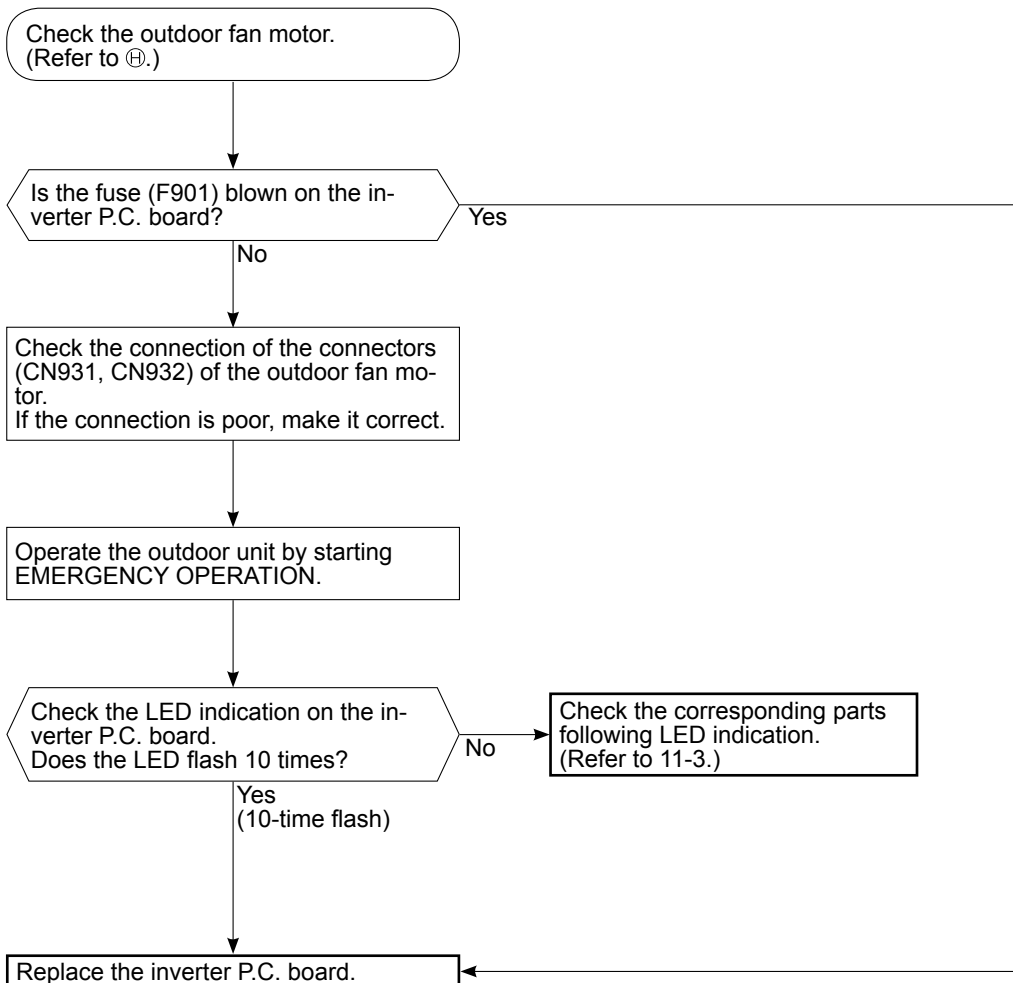 Check the outdoor fan motor.
(Refer to Ⓗ.)
Is the fuse (F901) blown on the in-
verter P.C. board?
Yes
No
Check the connection of the connectors
(CN931, CN932) of the outdoor fan mo-
tor.
If the connection is poor, make it correct.
Operate the outdoor unit by starting
EMERGENCY OPERATION.
Check the LED indication on the in-
verter P.C. board.
Does the LED flash 10 times?
No
Check the corresponding parts
following LED indication.
(Refer to 11-3.)
Yes
(10-time flash)
Replace the inverter P.C. board.